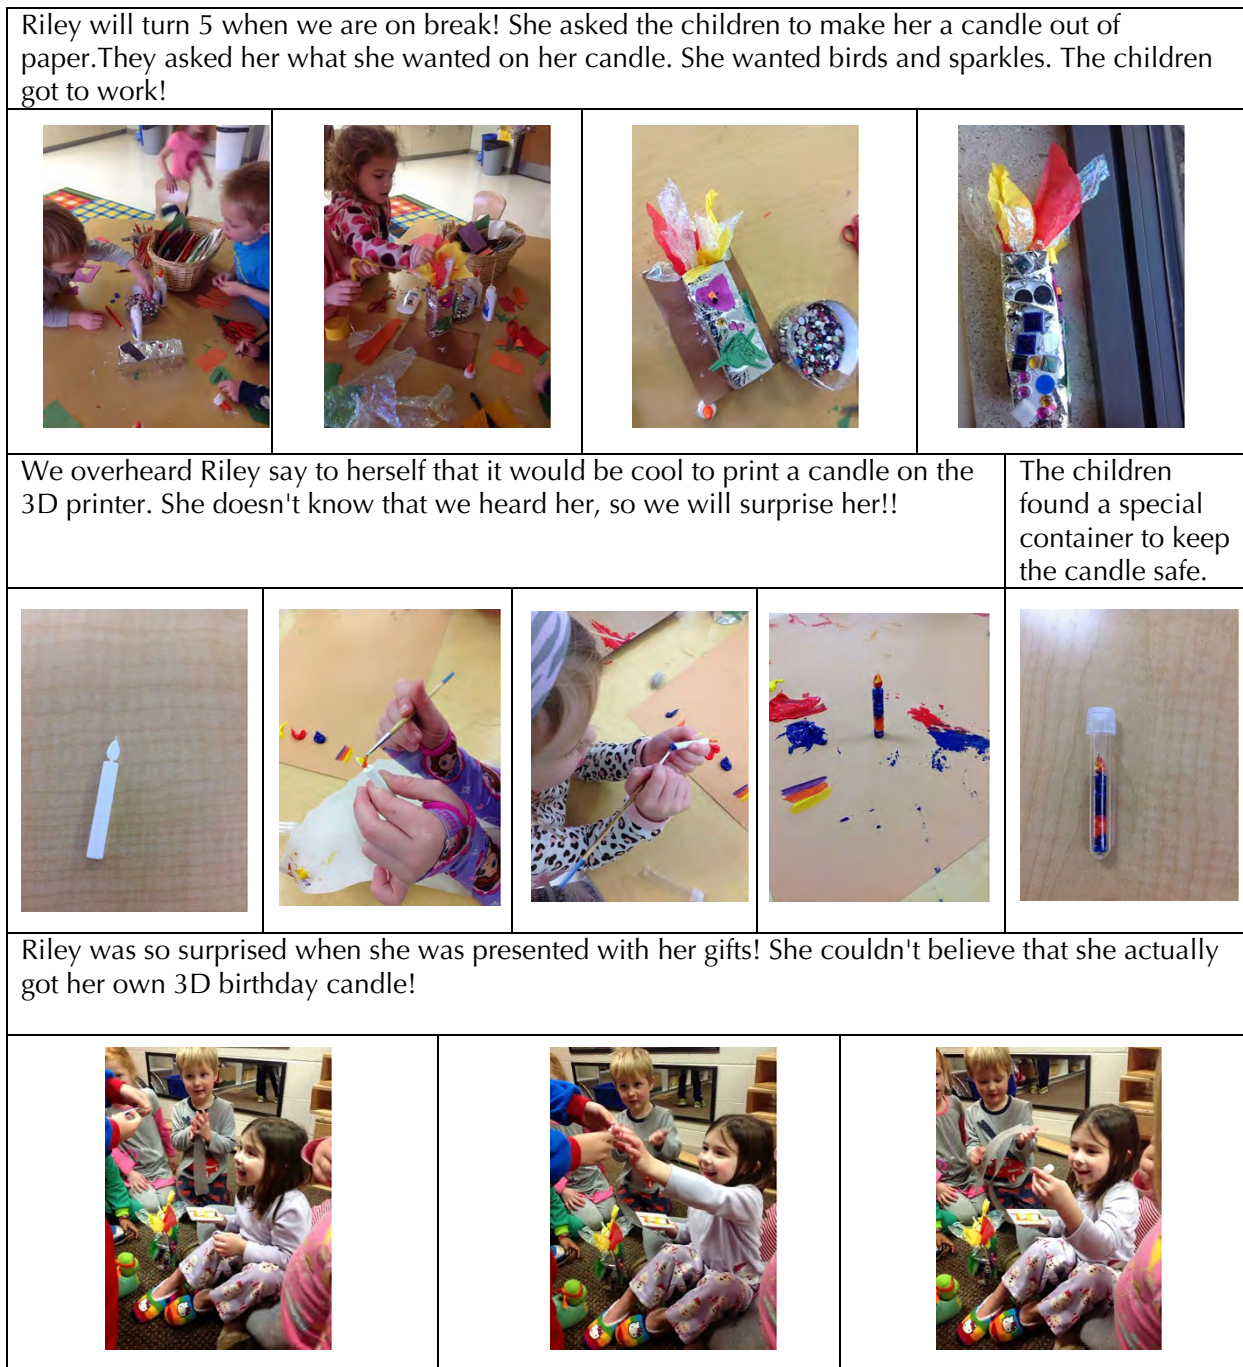 Riley will turn 5 when we are on break! She asked the children to make her a candle out of
paper.They asked her what she wanted on her candle. She wanted birds and sparkles. The children
got to work!
We overheard Riley say to herself that it would be cool to print a candle on the
3D printer. She doesn't know that we heard her, so we will surprise her!!
The children
found a special
container to keep
the candle safe.
Riley was so surprised when she was presented with her gifts! She couldn't believe that she actually
got her own 3D birthday candle!